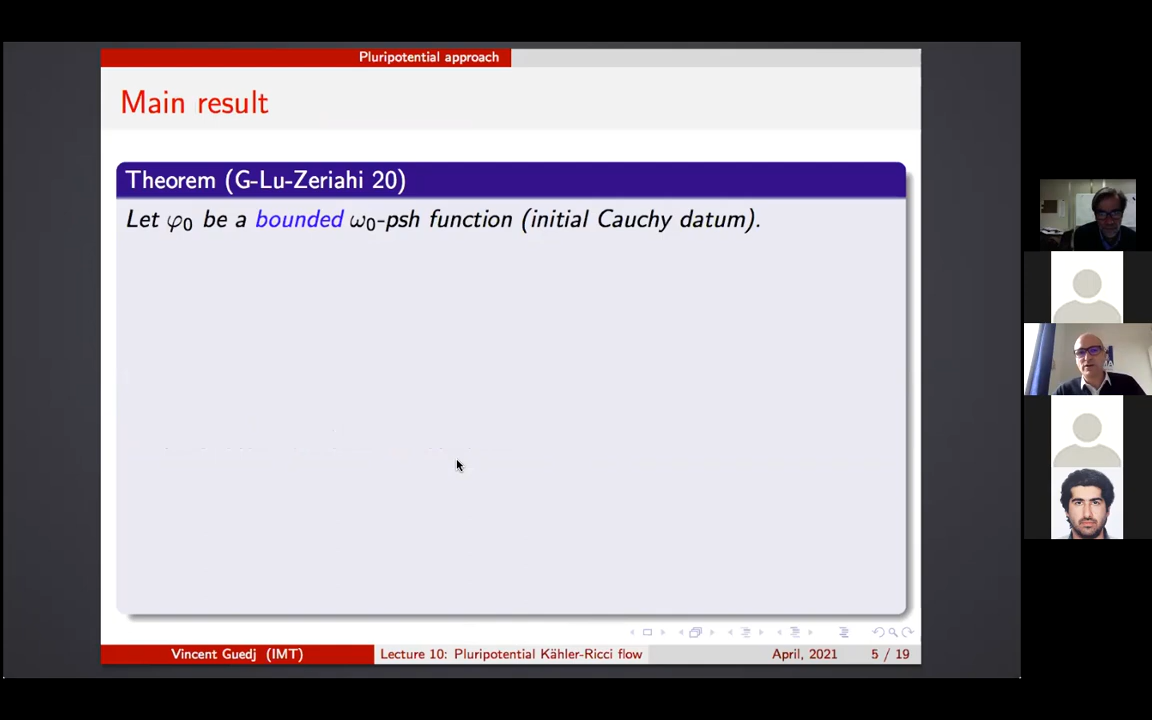 Pluripotential approach
Main result
Theorem (G-Lu-Zeriahi 20)
Let φ₀ be a bounded ω₀-psh function (initial Cauchy datum).
Vincent Guedj (IMT)
Lecture 10: Pluripotential Kähler-Ricci flow
April, 2021
5 / 19